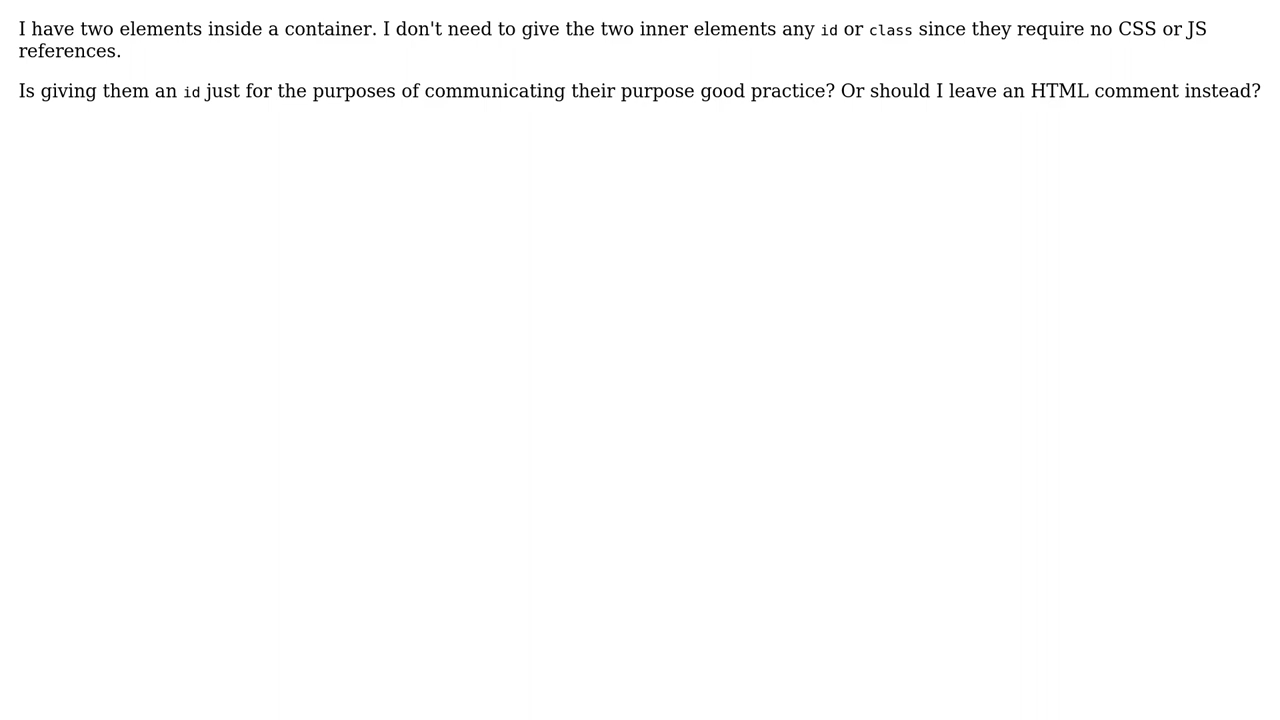 I have two elements inside a container. I don't need to give the two inner elements any id or class since they require no CSS or JS
references.
Is giving them an id just for the purposes of communicating their purpose good practice? Or should I leave an HTML comment instead?